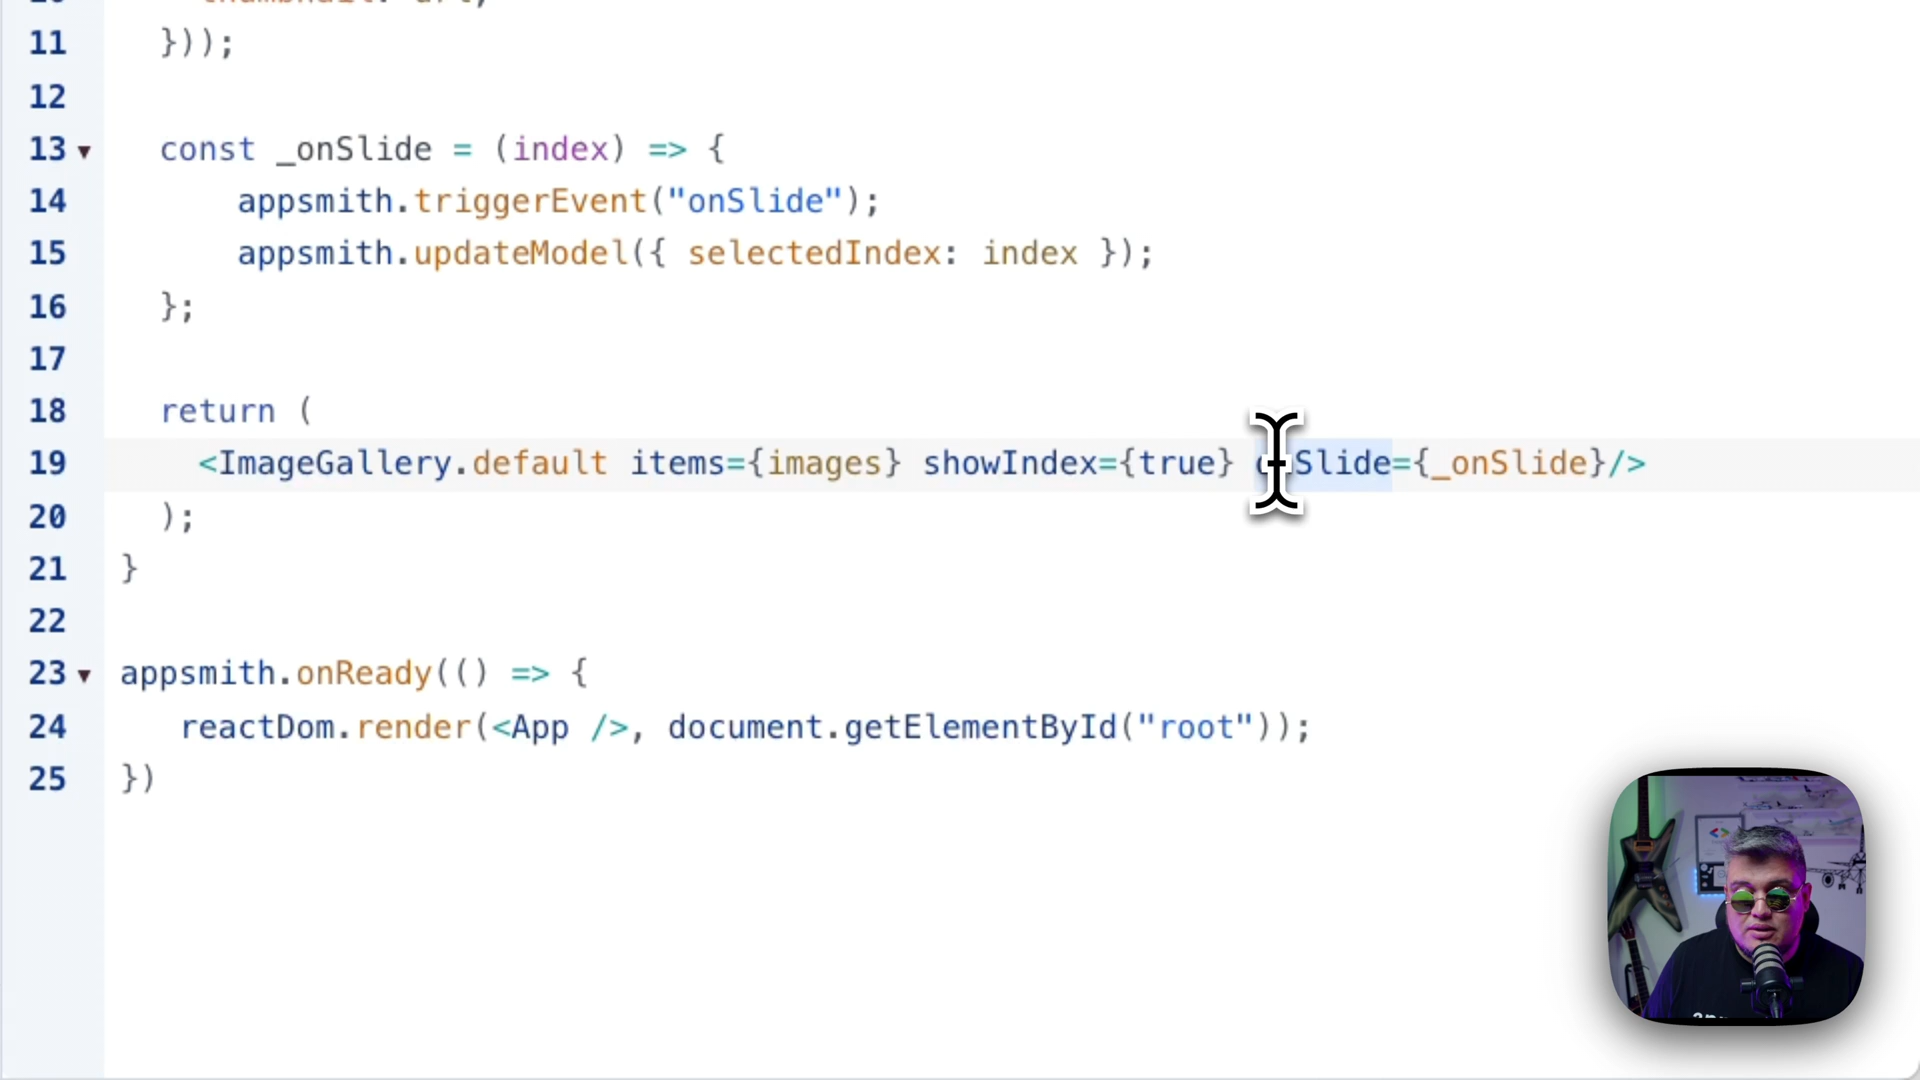 11 }));
12
13 const _onSlide = (index) => {
14 appsmith.triggerEvent("onSlide");
15 appsmith.updateModel({ selectedIndex: index });
16 };
17
18 return (
19 <ImageGallery.default items={images} showIndex={true} onSlide={_onSlide}/>
20 );
21 }
22
23 appsmith.onReady(() => {
24 reactDom.render(<App />, document.getElementById("root"));
25 })